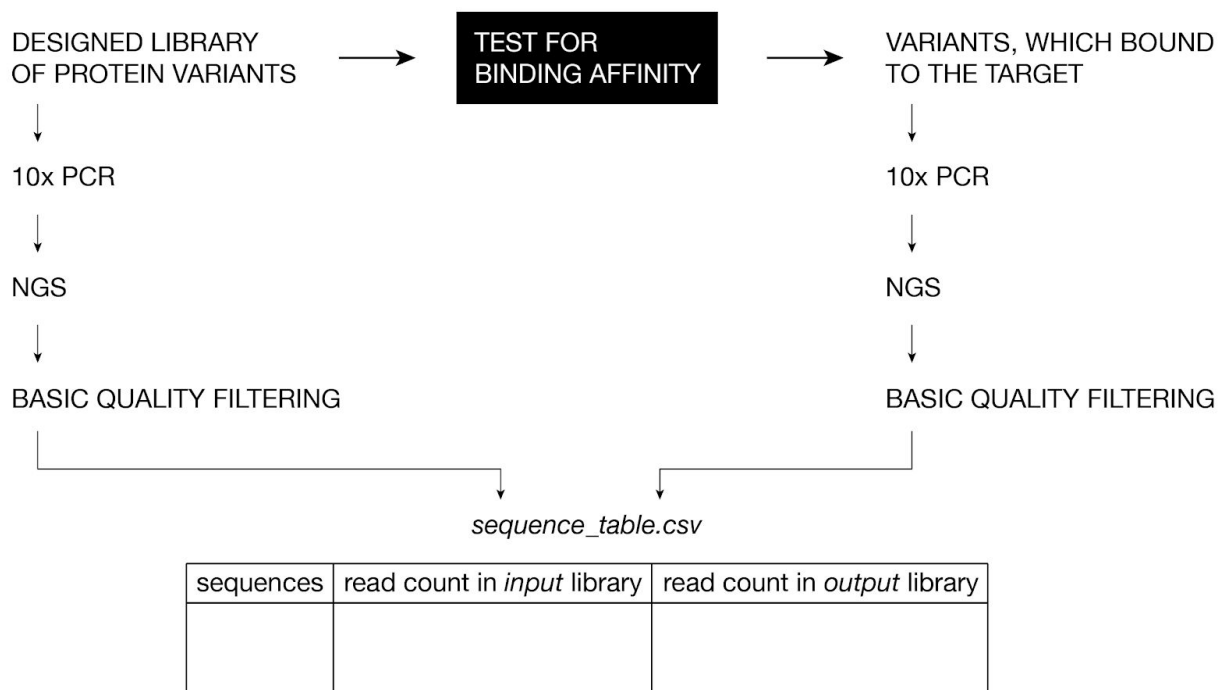 DESIGNED LIBRARY
OF PROTEIN VARIANTS
TEST FOR
BINDING AFFINITY
VARIANTS, WHICH BOUND
TO THE TARGET
10x PCR
10x PCR
NGS
NGS
BASIC QUALITY FILTERING
BASIC QUALITY FILTERING
sequence_table.csv
sequences
read count in input library
read count in output library